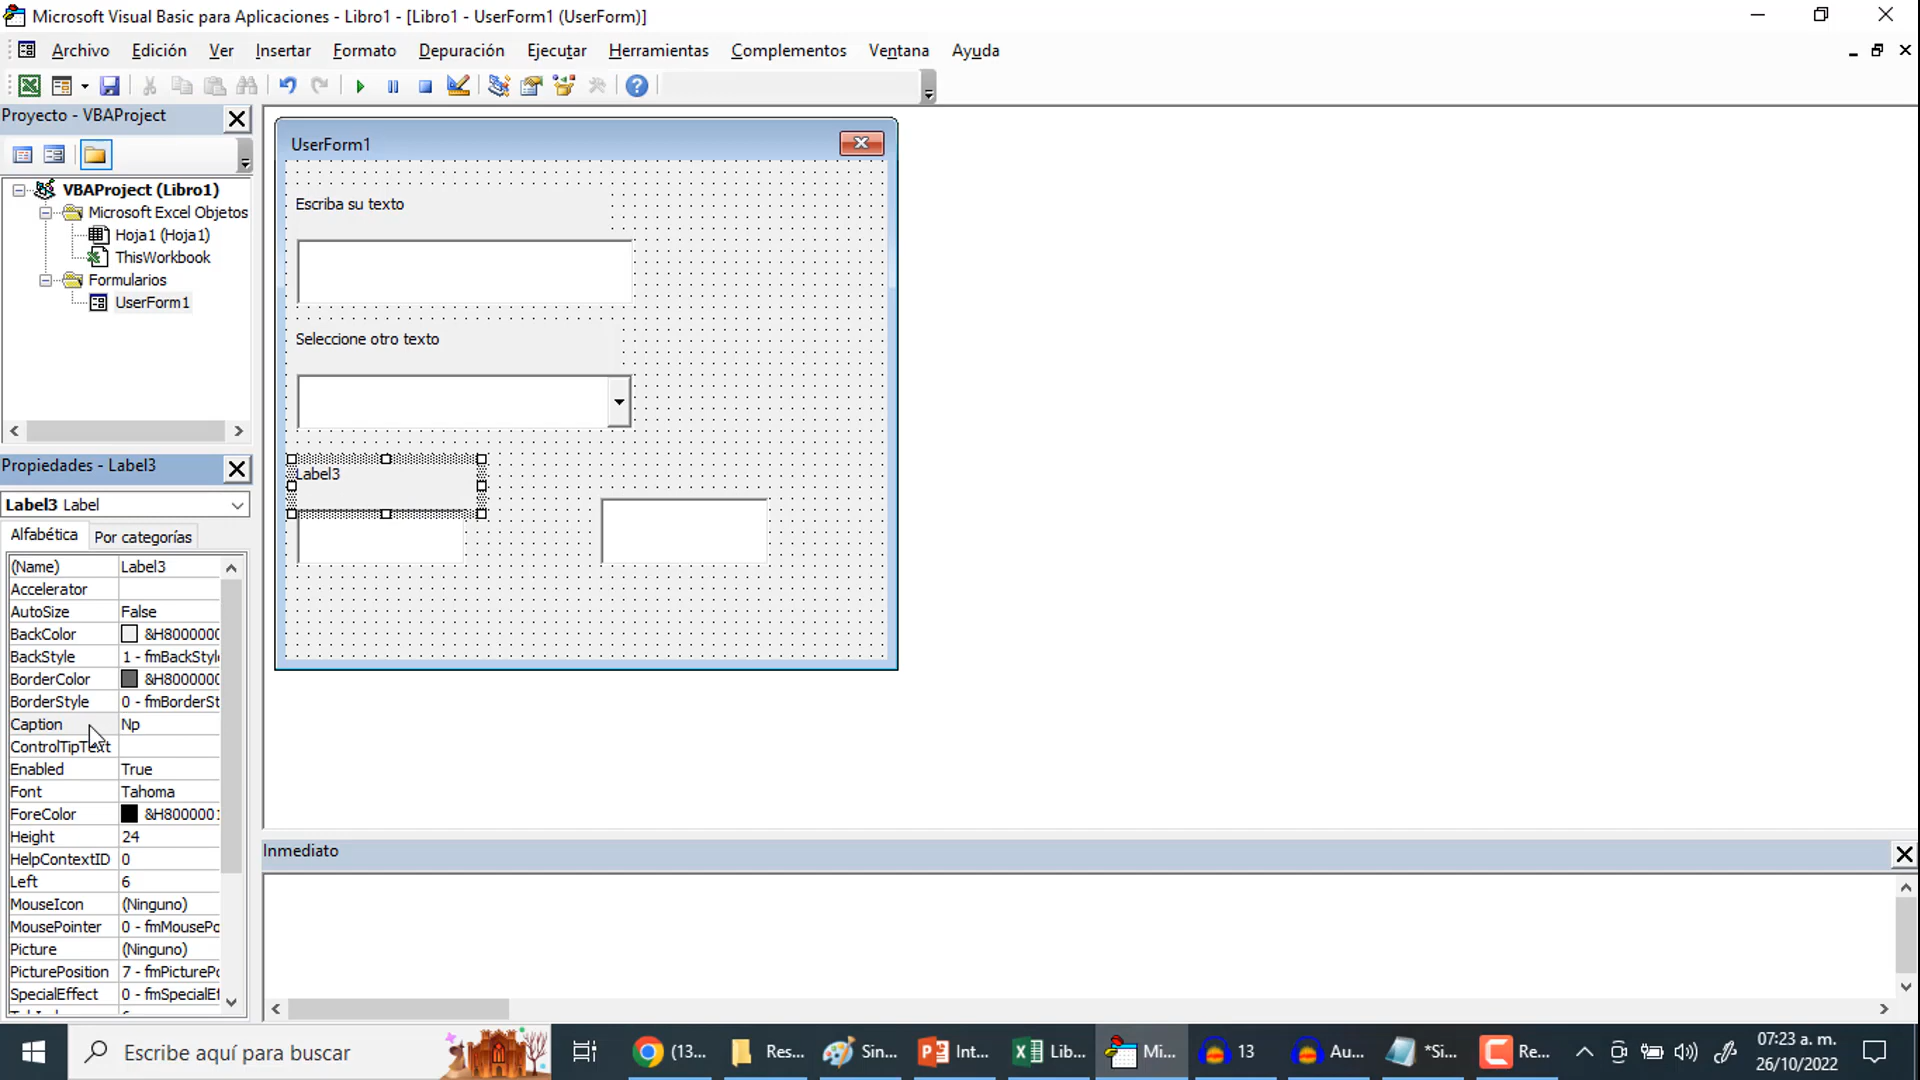 Microsoft Visual Basic para Aplicaciones - Libro1 - [Libro1 - UserForm1 (UserForm)]
Archivo Edición Ver Insertar Formato Depuración Ejecutar Herramientas Complementos Ventana Ayuda
Proyecto - VBAProject
VBAProject (Libro1)
Microsoft Excel Objetos
Hoja1 (Hoja1)
ThisWorkbook
Formularios
UserForm1
Propiedades - Label3
Label3 Label
Alfabética Por categorías
(Name) Label3
Accelerator
AutoSize False
BackColor &H8000000
BackStyle 1 - fmBackStyl
BorderColor &H8000000
BorderStyle 0 - fmBorderSt
Caption Np
ControlTipText
Enabled True
Font Tahoma
ForeColor &H8000001
Height 24
HelpContextID 0
Left 6
MouseIcon (Ninguno)
MousePointer 0 - fmMousePo
Picture (Ninguno)
PicturePosition 7 - fmPicturePo
SpecialEffect 0 - fmSpecialEf
UserForm1
Escriba su texto
Seleccione otro texto
Label3
Inmediato
Escribe aquí para buscar
(13...
Res...
Sin...
Int...
Lib...
Mi...
13
Au...
*Si...
Re...
07:23 a. m.
26/10/2022